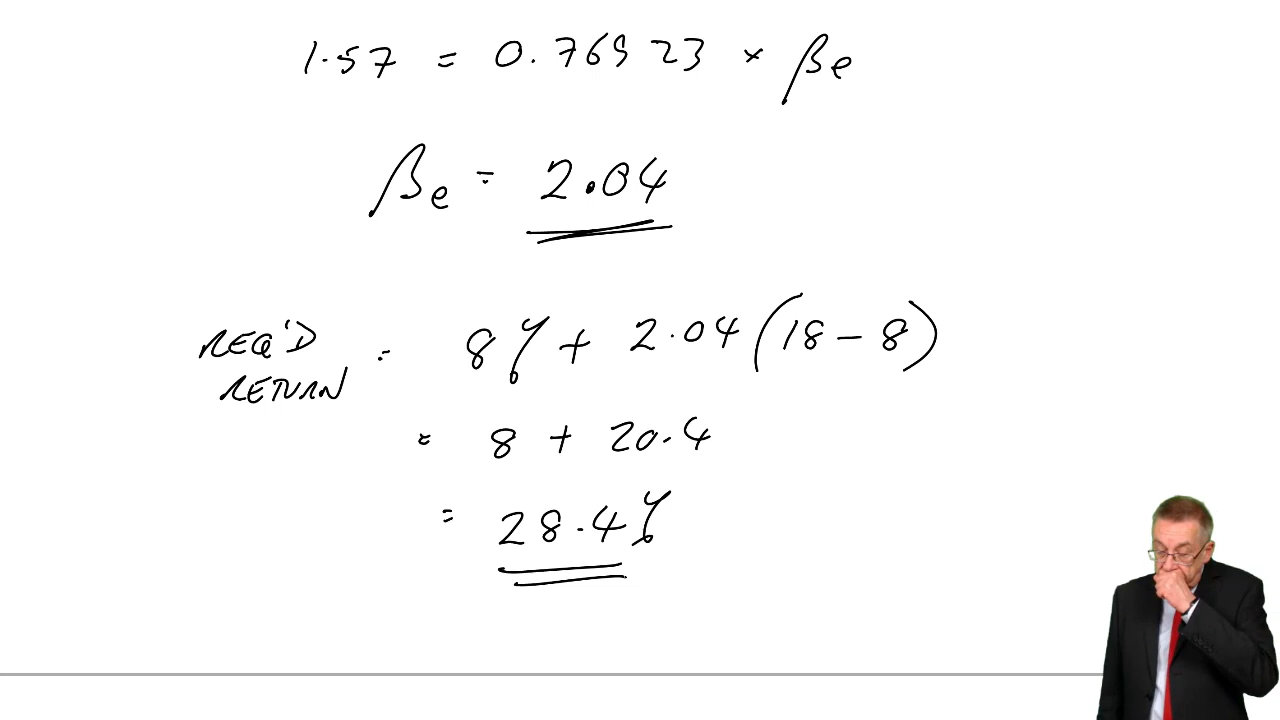 1.57 = 0.76923 × βe
βe = 2.04
REQ'D RETURN = 8% + 2.04 (18 - 8)
= 8 + 20.4
= 28.4%